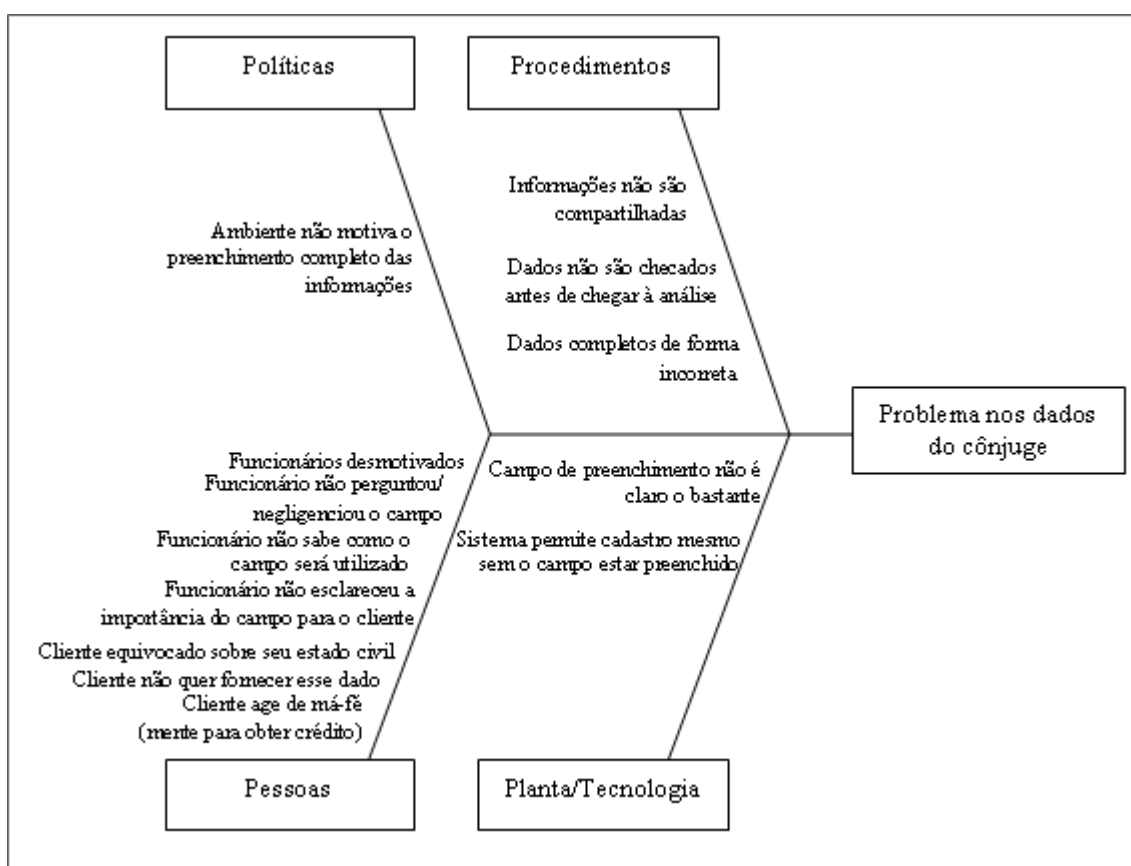 Políticas
Procedimentos
Informações não são
compartilhadas
Ambiente não motiva o
preenchimento completo das
informações
Dados não são checados
antes de chegar à análise
Dados completos de forma
incorreta
Problema nos dados
do cônjuge
Funcionários desmotivados
Funcionário não perguntou/
negligenciou o campo
Funcionário não sabe como o
campo será utilizado
Funcionário não esclareceu a
importância do campo para o cliente
Cliente equivocado sobre seu estado civil
Cliente não quer fornecer esse dado
Cliente age de má-fé
(mente para obter crédito)
Campo de preenchimento não é
claro o bastante
Sistema permite cadastro mesmo
sem o campo estar preenchido
Pessoas
Planta/Tecnologia